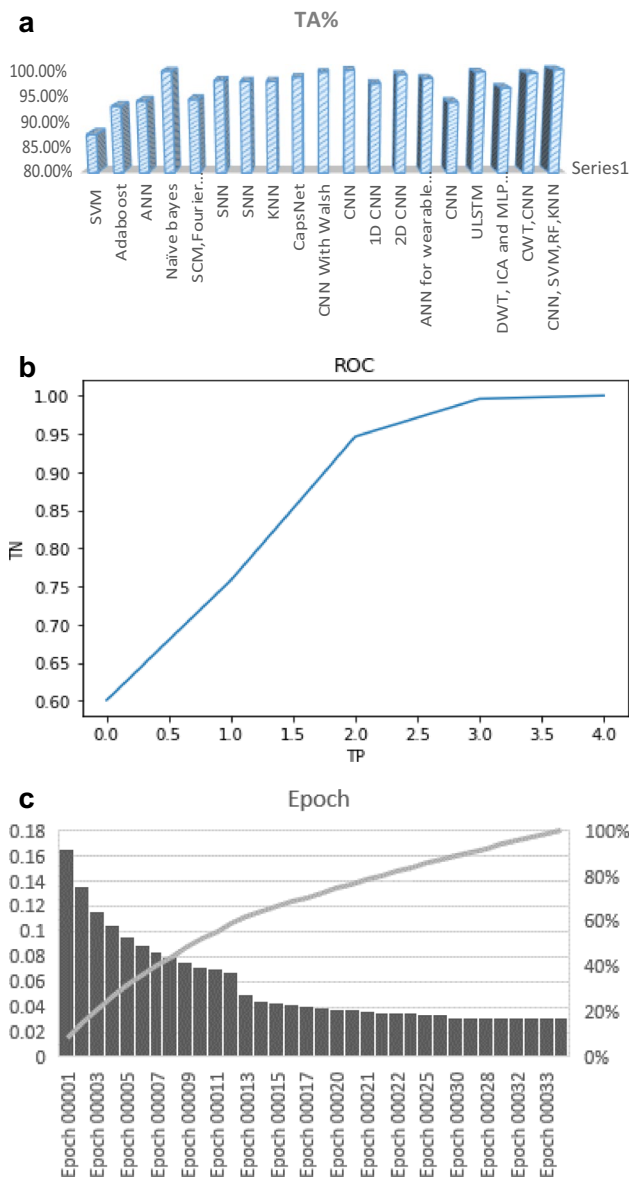 a
TA%
100.00%
95.00%
90.00%
85.00%
80.00%
Series1
SVM
Adaboost
ANN
Naïve bayes
SCM,Fourier...
SNN
SNN
KNN
CapsNet
CNN With Walsh
CNN
1D CNN
2D CNN
ANN for wearable...
CNN
ULSTM
DWT, ICA and MLP...
CWT,CNN
CNN, SVM,RF,KNN
b
ROC
1.00
0.95
0.90
0.85
0.80
0.75
0.70
0.65
0.60
TN
0.0 0.5 1.0 1.5 2.0 2.5 3.0 3.5 4.0
TP
c
Epoch
0.18
0.16
0.14
0.12
0.1
0.08
0.06
0.04
0.02
0
100%
80%
60%
40%
20%
0%
Epoch 00001
Epoch 00003
Epoch 00005
Epoch 00007
Epoch 00009
Epoch 00011
Epoch 00013
Epoch 00015
Epoch 00017
Epoch 00020
Epoch 00021
Epoch 00022
Epoch 00025
Epoch 00030
Epoch 00028
Epoch 00032
Epoch 00033